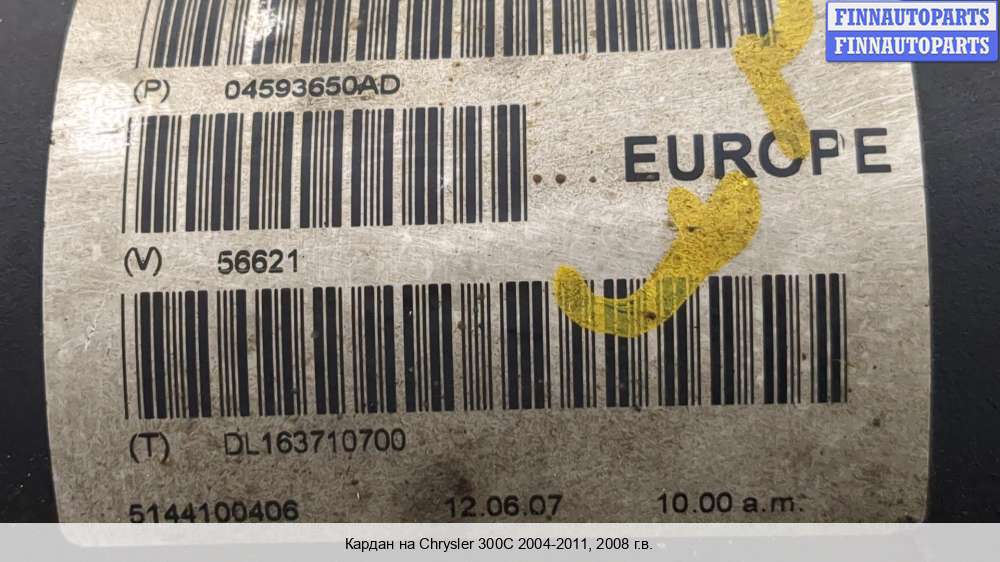 FINNAUTOPARTS
FINNAUTOPARTS
(P) 04593650AD
EUROPE
(V) 56621
(T) DL163710700
5144100406 12.06.07 10.00 a.m.
Кардан на Chrysler 300C 2004-2011, 2008 г.в.